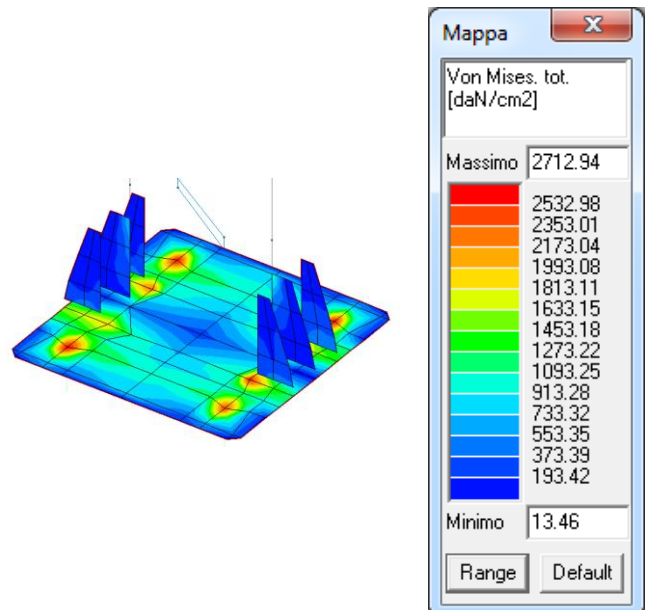 Mappa
Von Mises. tot.
[daN/cm2]
Massimo 2712.94
2532.98
2353.01
2173.04
1993.08
1813.11
1633.15
1453.18
1273.22
1093.25
913.28
733.32
553.35
373.39
193.42
Minimo 13.46
Range Default